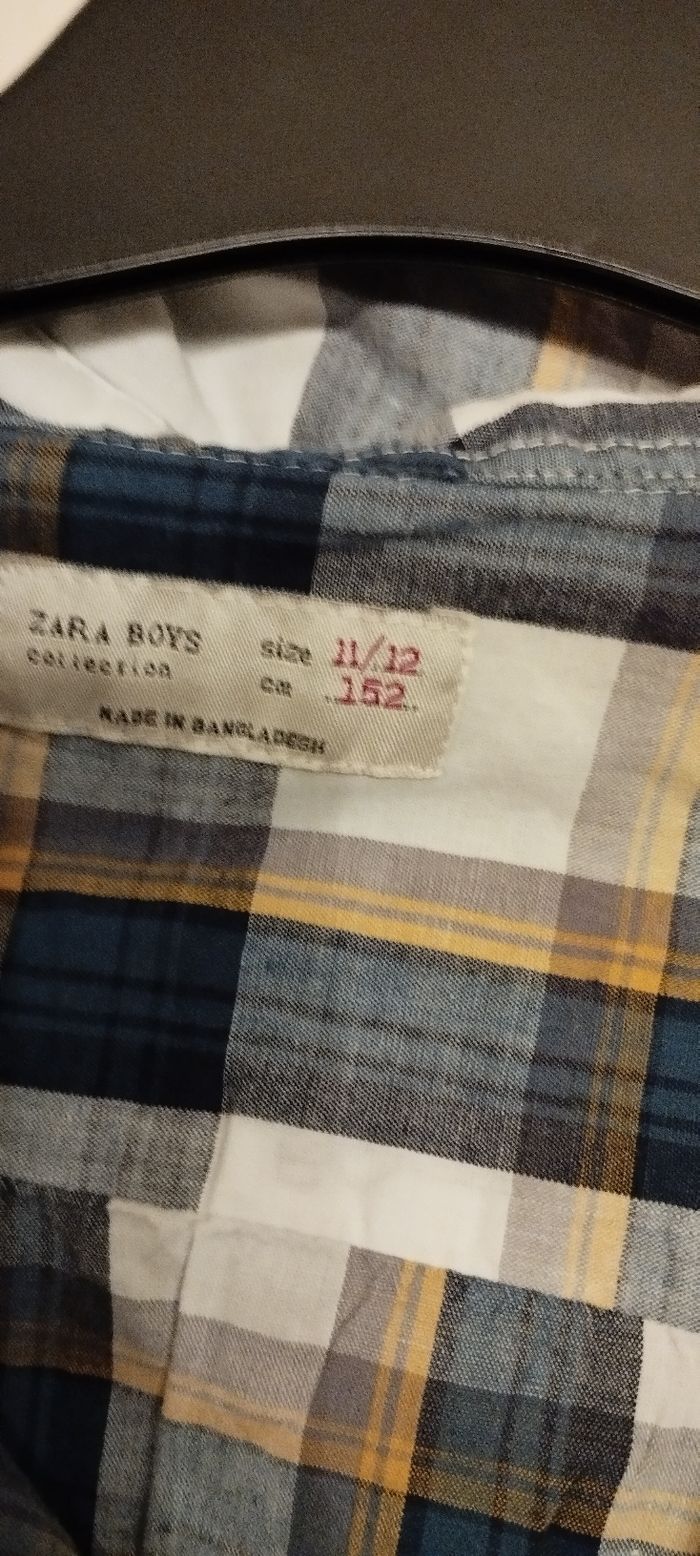 ZARA BOYS
collection
size 11/12
cm 152
MADE IN BANGLADESH